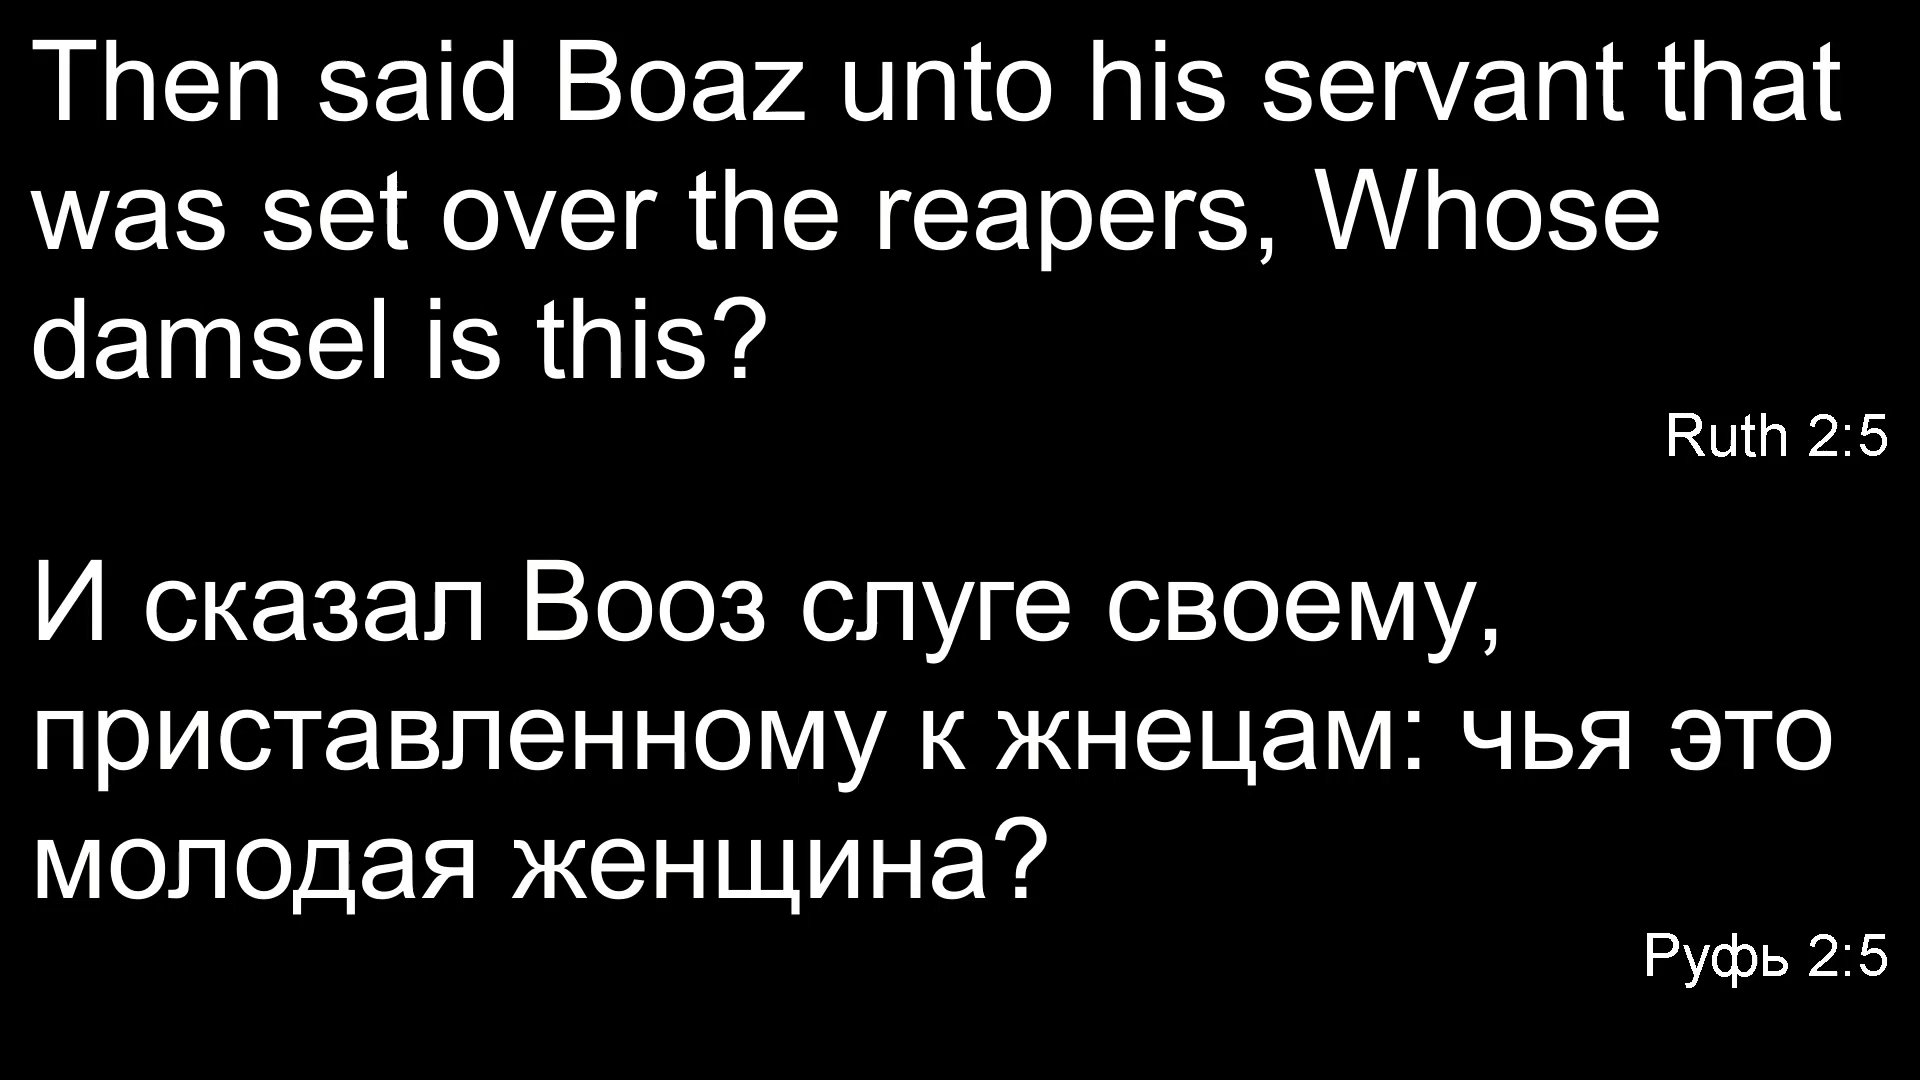 Then said Boaz unto his servant that
was set over the reapers, Whose
damsel is this?
Ruth 2:5
И сказал Вооз слуге своему,
приставленному к жнецам: чья это
молодая женщина?
Руфь 2:5